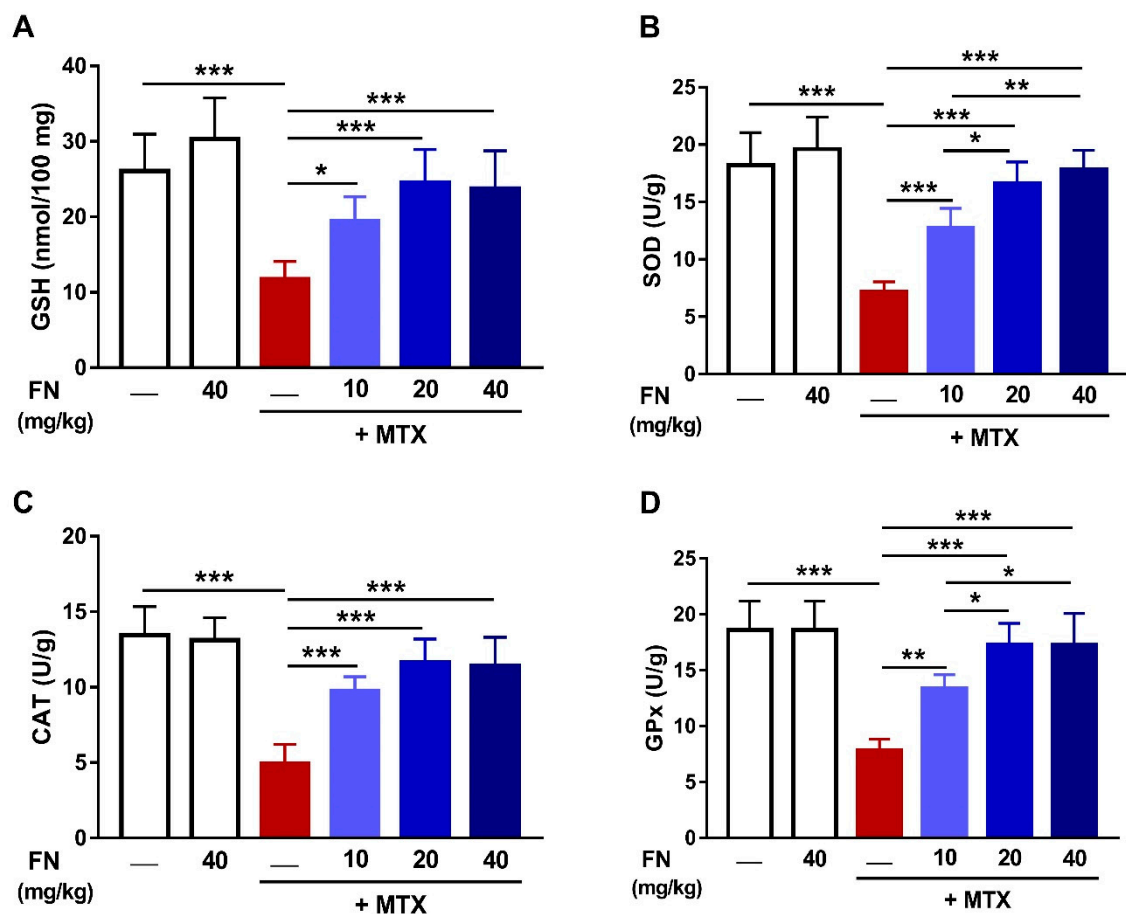 A
GSH (nmol/100 mg)
40
30
20
10
0
***
***
***
*
FN — 40 — 10 20 40
(mg/kg)
+ MTX
B
SOD (U/g)
25
20
15
10
5
0
***
***
**
***
*
***
FN — 40 — 10 20 40
(mg/kg)
+ MTX
C
CAT (U/g)
20
15
10
5
0
***
***
***
***
FN — 40 — 10 20 40
(mg/kg)
+ MTX
D
GPx (U/g)
25
20
15
10
5
0
***
***
***
*
*
**
FN — 40 — 10 20 40
(mg/kg)
+ MTX